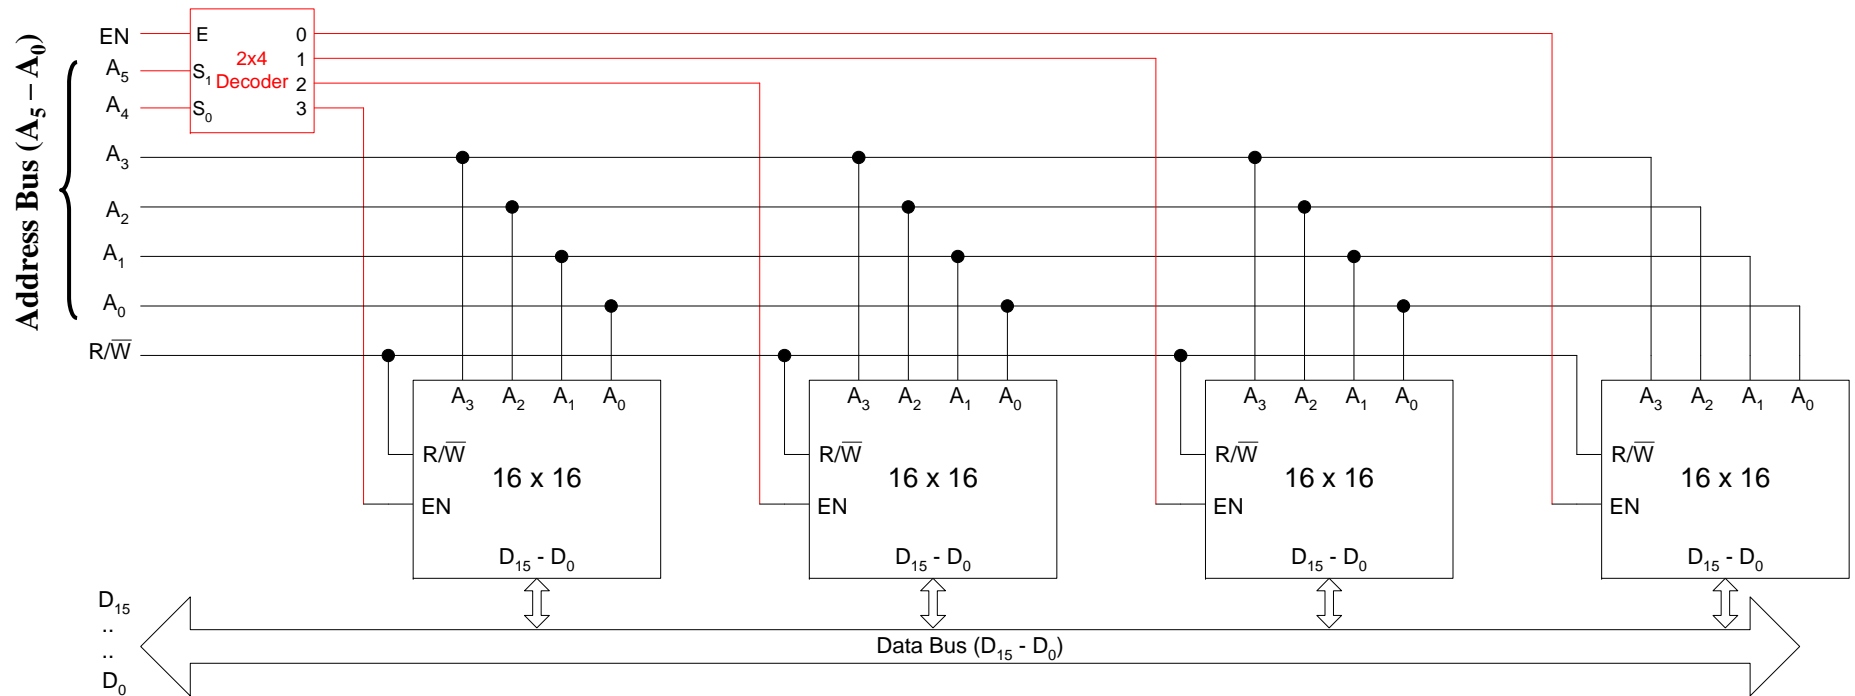 Address Bus (A5 – A0)
EN
A5
A4
A3
A2
A1
A0
R/W̅
E 0
S1 2x4 1
Decoder 2
S0 3
A3 A2 A1 A0
R/W̅
16 x 16
EN
D15 - D0
A3 A2 A1 A0
R/W̅
16 x 16
EN
D15 - D0
A3 A2 A1 A0
R/W̅
16 x 16
EN
D15 - D0
A3 A2 A1 A0
R/W̅
16 x 16
EN
D15 - D0
D15
..
..
D0
Data Bus (D15 - D0)